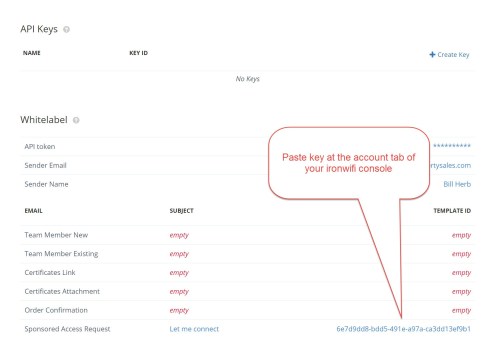 API Keys
NAME KEY ID Create Key
No Keys
Whitelabel
API token **********
Paste key at the account tab of
your ironwifi console
Sender Email rtysales.com
Sender Name Bill Herb
EMAIL SUBJECT TEMPLATE ID
Team Member New empty empty
Team Member Existing empty empty
Certificates Link empty empty
Certificates Attachment empty empty
Order Confirmation empty empty
Sponsored Access Request Let me connect 6e7d9dd8-bdd5-491e-a97a-ca3dd13ef9b1